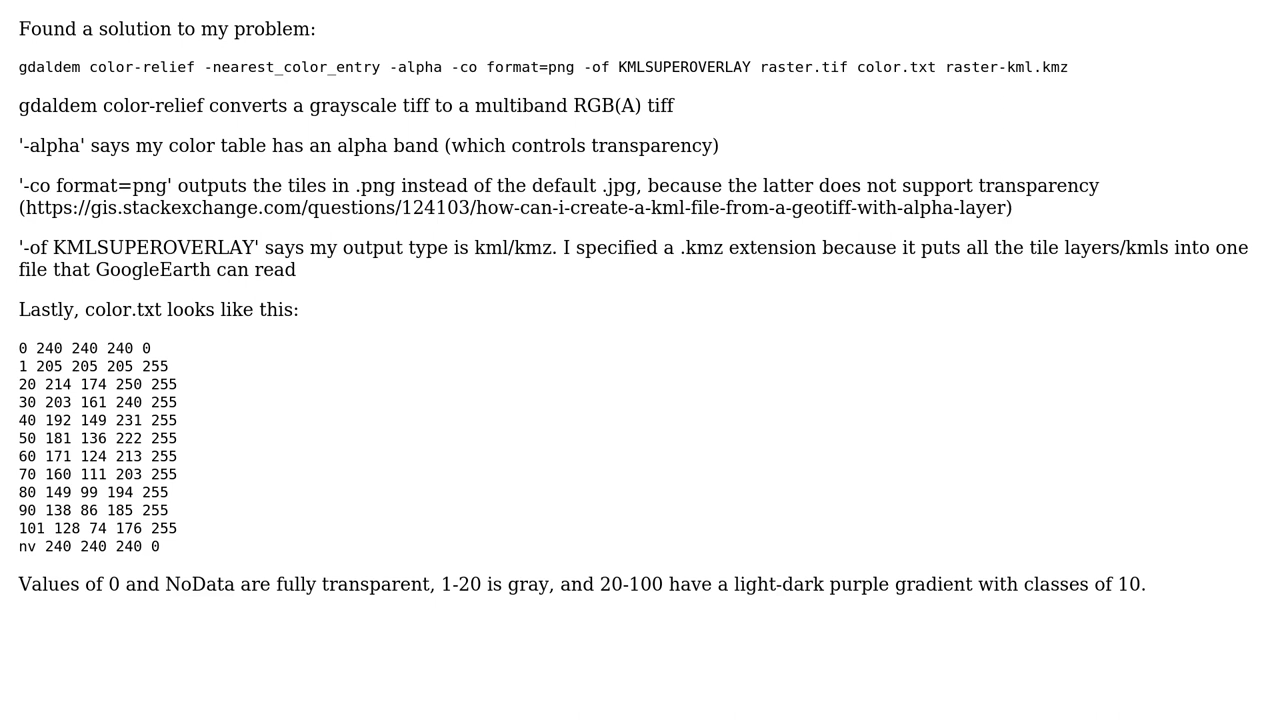 Found a solution to my problem:
gdaldem color-relief -nearest_color_entry -alpha -co format=png -of KMLSUPEROVERLAY raster.tif color.txt raster-kml.kmz
gdaldem color-relief converts a grayscale tiff to a multiband RGB(A) tiff
'-alpha' says my color table has an alpha band (which controls transparency)
'-co format=png' outputs the tiles in .png instead of the default .jpg, because the latter does not support transparency
(https://gis.stackexchange.com/questions/124103/how-can-i-create-a-kml-file-from-a-geotiff-with-alpha-layer)
'-of KMLSUPEROVERLAY' says my output type is kml/kmz. I specified a .kmz extension because it puts all the tile layers/kmls into one
file that GoogleEarth can read
Lastly, color.txt looks like this:
0 240 240 240 0
1 205 205 205 255
20 214 174 250 255
30 203 161 240 255
40 192 149 231 255
50 181 136 222 255
60 171 124 213 255
70 160 111 203 255
80 149 99 194 255
90 138 86 185 255
101 128 74 176 255
nv 240 240 240 0
Values of 0 and NoData are fully transparent, 1-20 is gray, and 20-100 have a light-dark purple gradient with classes of 10.